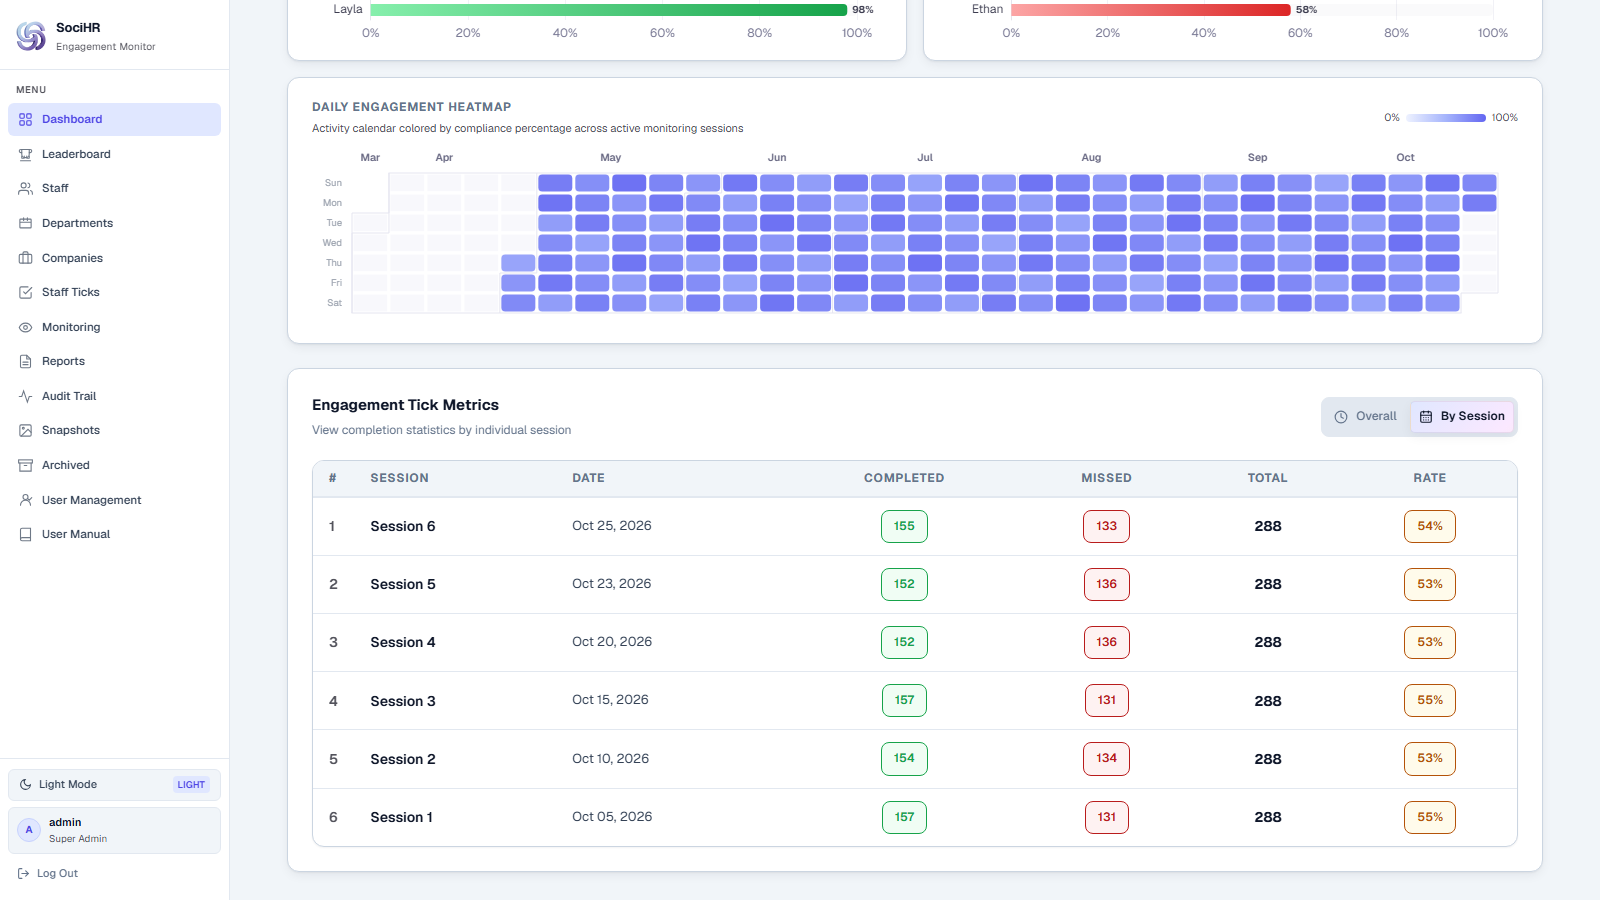 SociHR
Engagement Monitor
MENU
Dashboard
Leaderboard
Staff
Departments
Companies
Staff Ticks
Monitoring
Reports
Audit Trail
Snapshots
Archived
User Management
User Manual
Light Mode LIGHT
A admin
Super Admin
Log Out
Layla 98%
0% 20% 40% 60% 80% 100%
Ethan 58%
0% 20% 40% 60% 80% 100%
DAILY ENGAGEMENT HEATMAP
Activity calendar colored by compliance percentage across active monitoring sessions
0% 100%
Mar Apr May Jun Jul Aug Sep Oct
Sun
Mon
Tue
Wed
Thu
Fri
Sat
Engagement Tick Metrics
View completion statistics by individual session
Overall By Session
# SESSION DATE COMPLETED MISSED TOTAL RATE
1 Session 6 Oct 25, 2026 155 133 288 54%
2 Session 5 Oct 23, 2026 152 136 288 53%
3 Session 4 Oct 20, 2026 152 136 288 53%
4 Session 3 Oct 15, 2026 157 131 288 55%
5 Session 2 Oct 10, 2026 154 134 288 53%
6 Session 1 Oct 05, 2026 157 131 288 55%